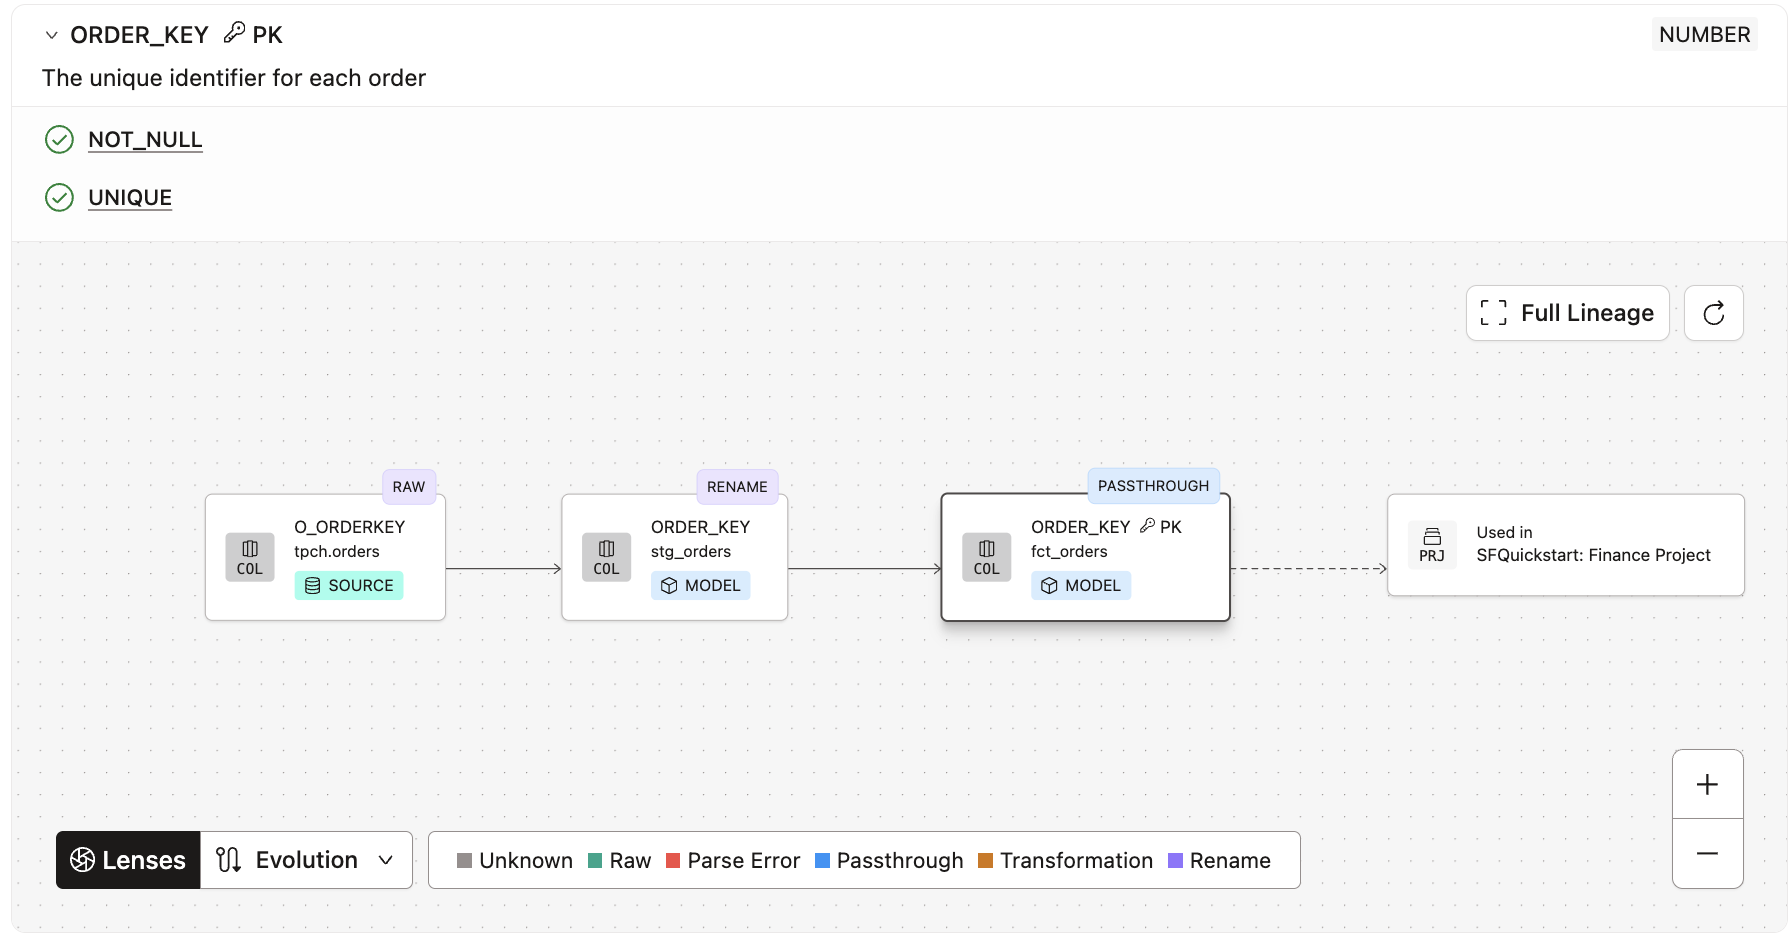 ORDER_KEY PK
NUMBER
The unique identifier for each order
NOT_NULL
UNIQUE
Full Lineage
RAW
O_ORDERKEY
tpch.orders
COL
SOURCE
RENAME
ORDER_KEY
stg_orders
COL
MODEL
PASSTHROUGH
ORDER_KEY PK
fct_orders
COL
MODEL
Used in
SFQuickstart: Finance Project
PRJ
Lenses
Evolution
Unknown Raw Parse Error Passthrough Transformation Rename